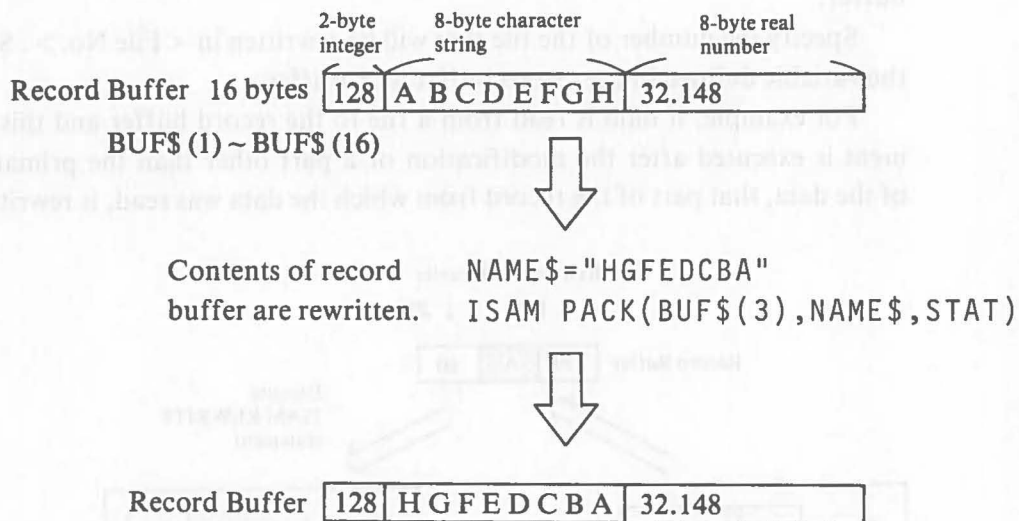 2-byte integer
8-byte character string
8-byte real number
Record Buffer 16 bytes 128 A B C D E F G H 32.148
BUF$ (1) ~ BUF$ (16)
Contents of record NAME$="HGFEDCBA"
buffer are rewritten. ISAM PACK(BUF$(3),NAME$,STAT)
Record Buffer 128 H G F E D C B A 32.148